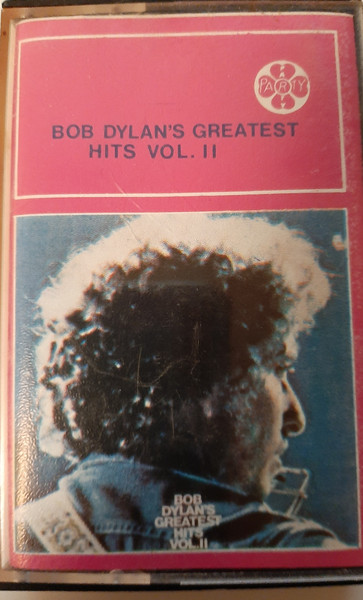 PARTY
BOB DYLAN'S GREATEST
HITS VOL. II
BOB
DYLAN'S
GREATEST
HITS
VOL. II